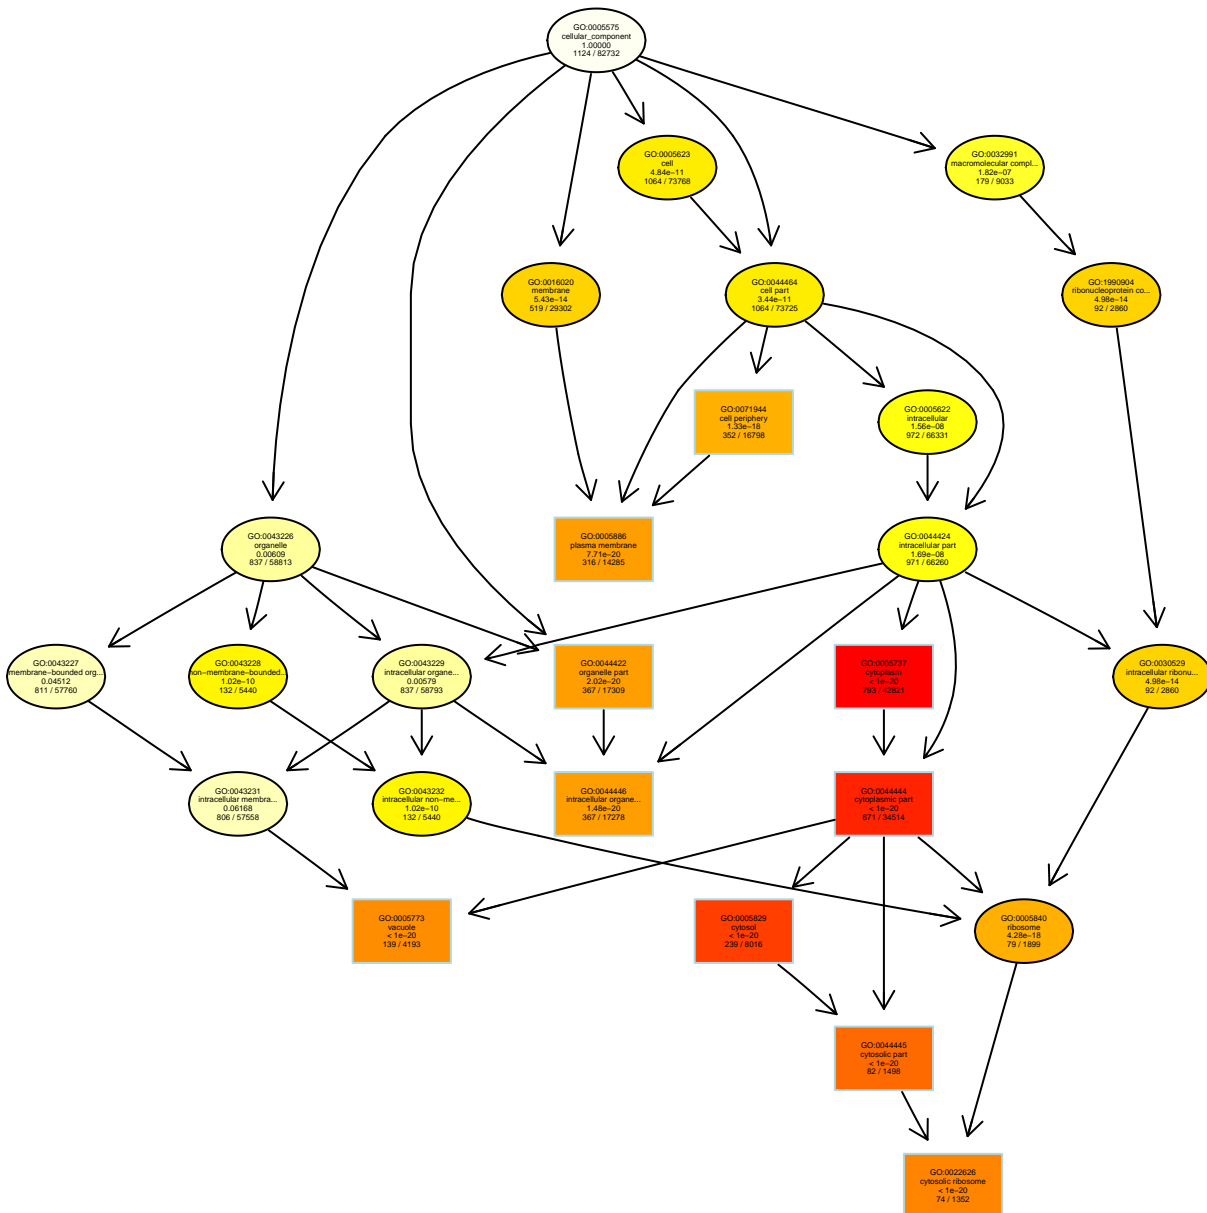 GO:0005575
cellular_component
1.00000
1124 / 82732
GO:0005623
cell
4.84e−11
1064 / 73768
GO:0032991
macromolecular compl...
1.82e−07
179 / 9033
GO:0016020
membrane
5.43e−14
519 / 29302
GO:0044464
cell part
3.44e−11
1064 / 73725
GO:1990904
ribonucleoprotein co...
4.98e−14
92 / 2860
GO:0071944
cell periphery
1.33e−18
352 / 16798
GO:0005622
intracellular
1.56e−08
972 / 66331
GO:0043226
organelle
0.00609
837 / 58813
GO:0005886
plasma membrane
7.71e−20
316 / 14285
GO:0044424
intracellular part
1.69e−08
971 / 66260
GO:0043227
membrane−bounded org...
0.04512
811 / 57760
GO:0043228
non−membrane−bounded...
1.02e−10
132 / 5440
GO:0043229
intracellular organe...
0.00579
837 / 58793
GO:0044422
organelle part
2.02e−20
367 / 17309
GO:0005737
cytoplasm
< 1e−20
793 / 42821
GO:0030529
intracellular ribonu...
4.98e−14
92 / 2860
GO:0043231
intracellular membra...
0.06168
806 / 57558
GO:0043232
intracellular non−me...
1.02e−10
132 / 5440
GO:0044446
intracellular organe...
1.48e−20
367 / 17278
GO:0044444
cytoplasmic part
< 1e−20
671 / 34514
GO:0005773
vacuole
< 1e−20
139 / 4193
GO:0005829
cytosol
< 1e−20
239 / 8016
GO:0005840
ribosome
4.28e−18
79 / 1899
GO:0044445
cytosolic part
< 1e−20
82 / 1498
GO:0022626
cytosolic ribosome
< 1e−20
74 / 1352